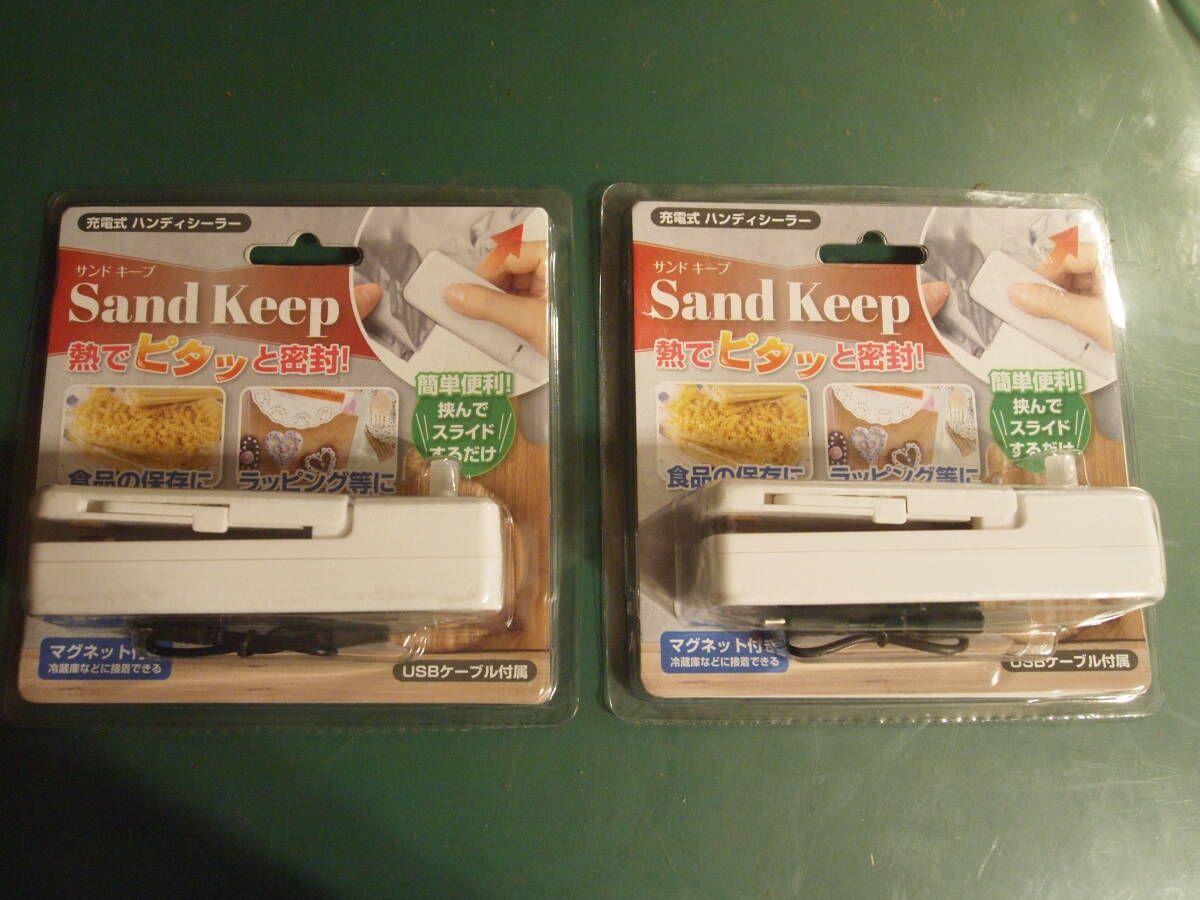 充電式 ハンディシーラー
サンド キープ
Sand Keep
熱でピタッと密封!
簡単便利!
挟んで
スライド
するだけ
食品の保存に
ラッピング等に
マグネット付き
冷蔵庫などに接着できる
USBケーブル付属
充電式 ハンディシーラー
サンド キープ
Sand Keep
熱でピタッと密封!
簡単便利!
挟んで
スライド
するだけ
食品の保存に
ラッピング等に
マグネット付き
冷蔵庫などに接着できる
USBケーブル付属